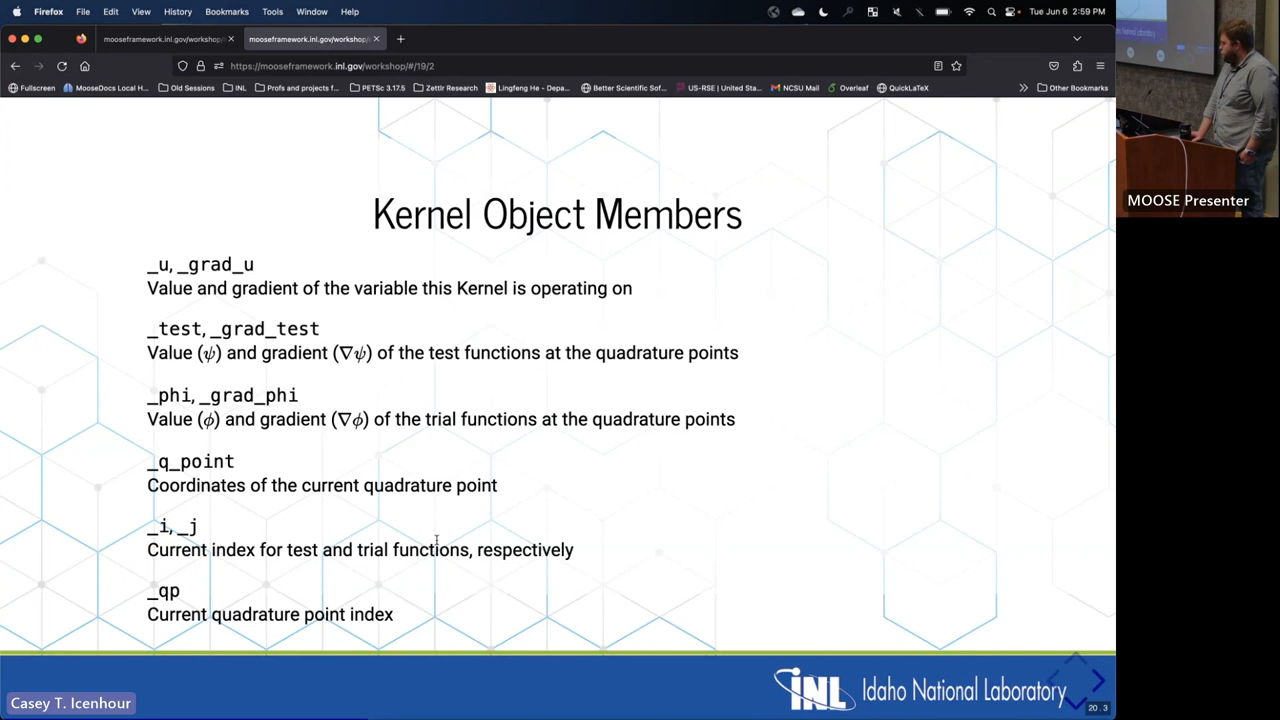 Firefox File Edit View History Bookmarks Tools Window Help Tue Jun 6 2:59 PM
mooseframework.inl.gov/workshop/ × mooseframework.inl.gov/workshop/ × +
https://mooseframework.inl.gov/workshop/#/19/2
Fullscreen MooseDocs Local H... Old Sessions INL Profs and projects f... PETSc 3.17.5 Zettlr Research Lingfeng He - Depa... Better Scientific Sof... US-RSE | United Sta... NCSU Mail Overleaf QuickLaTeX Other Bookmarks
Kernel Object Members
_u, _grad_u
Value and gradient of the variable this Kernel is operating on
_test, _grad_test
Value (ψ) and gradient (∇ψ) of the test functions at the quadrature points
_phi, _grad_phi
Value (ϕ) and gradient (∇ϕ) of the trial functions at the quadrature points
_q_point
Coordinates of the current quadrature point
_i, _j
Current index for test and trial functions, respectively
_qp
Current quadrature point index
INL Idaho National Laboratory
20.3
Casey T. Icenhour
MOOSE Presenter